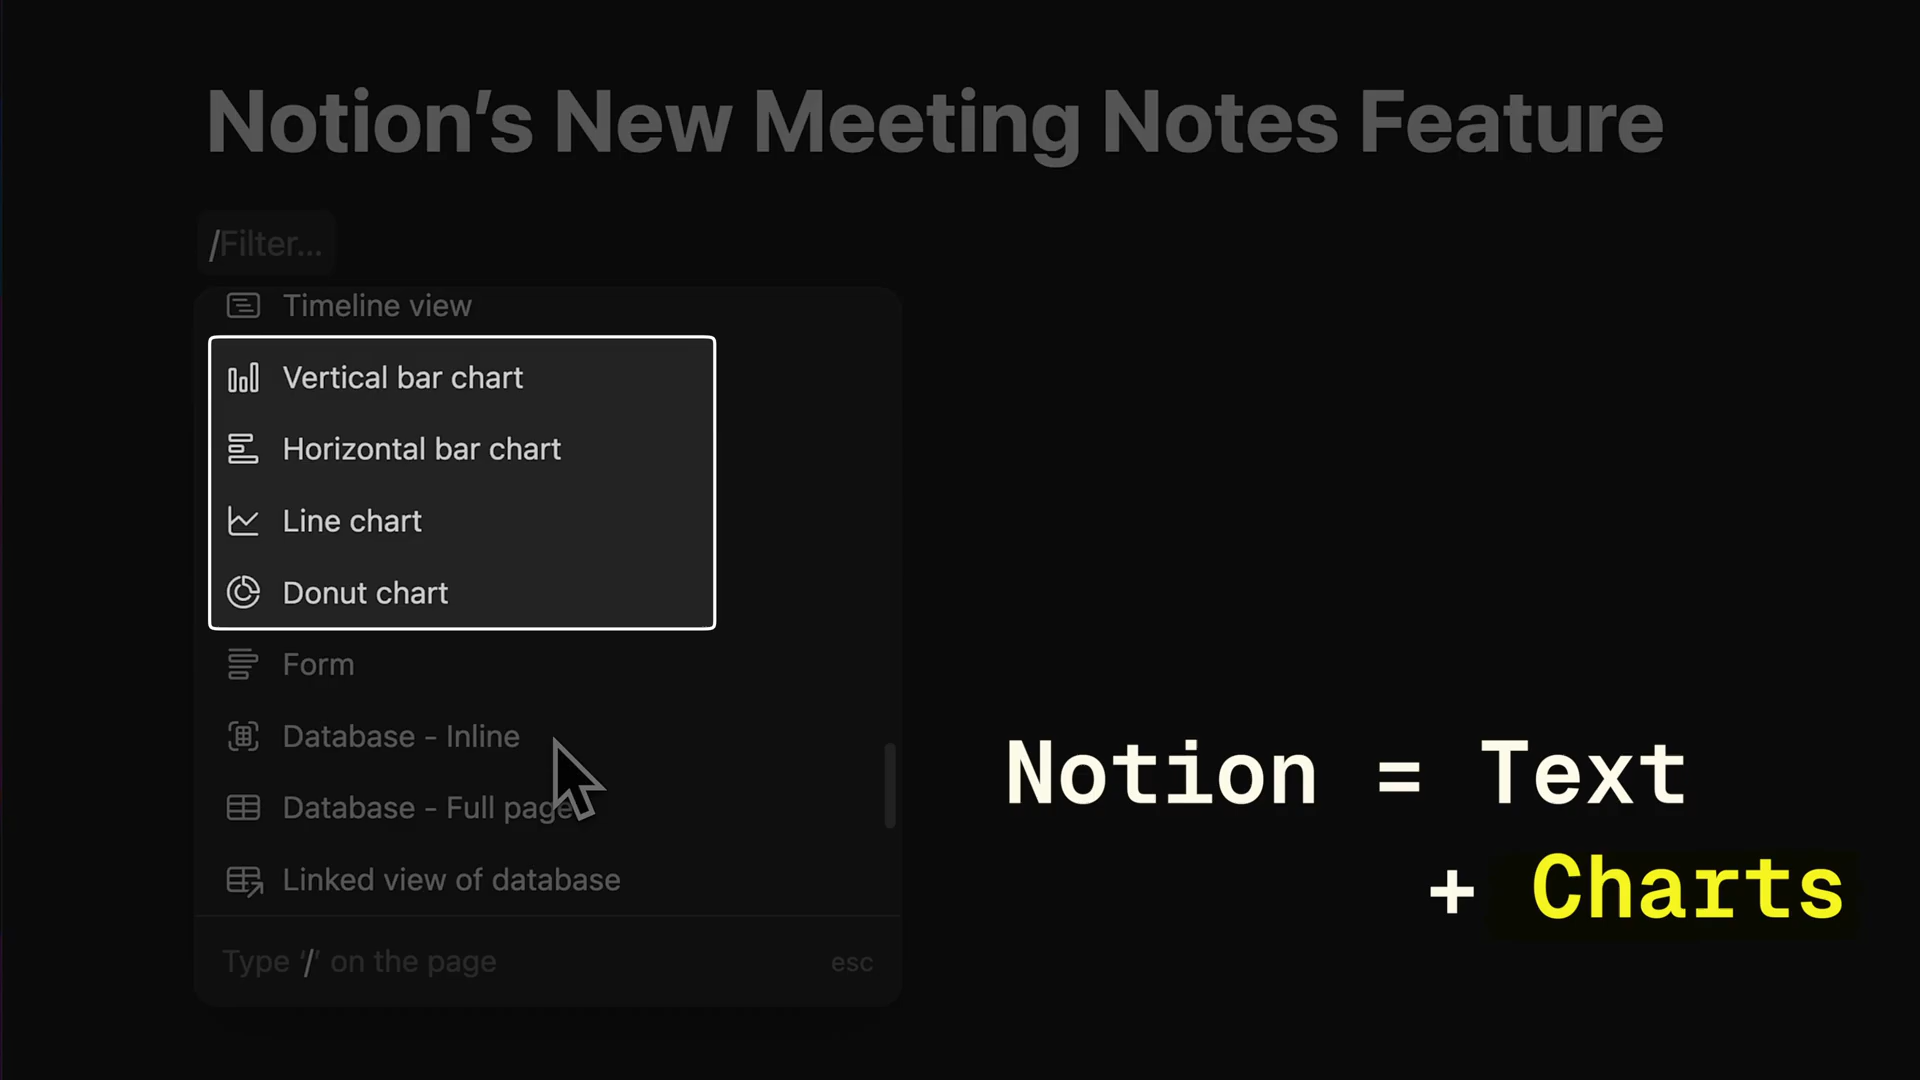 Notion’s New Meeting Notes Feature
/Filter...
Timeline view
Vertical bar chart
Horizontal bar chart
Line chart
Donut chart
Form
Database - Inline
Database - Full page
Linked view of database
Type ‘/’ on the page
esc
Notion = Text
+ Charts